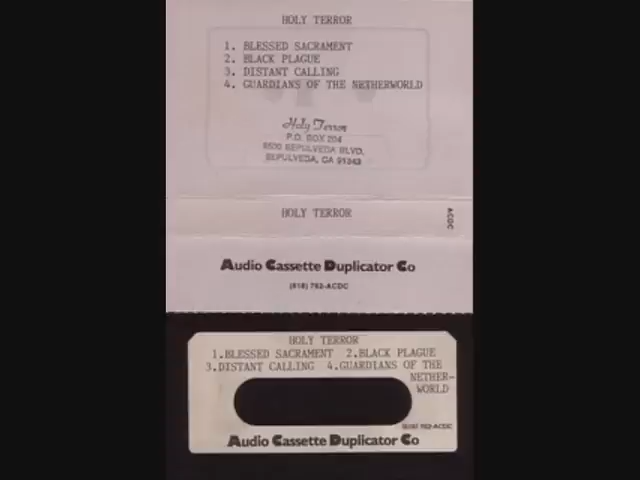 HOLY TERROR
1. BLESSED SACRAMENT
2. BLACK PLAGUE
3. DISTANT CALLING
4. GUARDIANS OF THE NETHERWORLD
Holy Terror
P.O. BOX 204
8520 SEPULVEDA BLVD.
SEPULVEDA, CA 91343
HOLY TERROR
ACDC
Audio Cassette Duplicator Co
(818) 762-ACDC
HOLY TERROR
1.BLESSED SACRAMENT 2.BLACK PLAGUE
3.DISTANT CALLING 4.GUARDIANS OF THE
NETHER-
WORLD
(818) 762-ACDC
Audio Cassette Duplicator Co